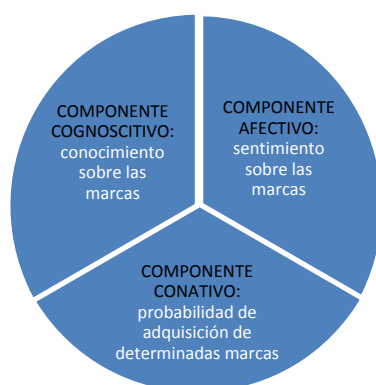 COMPONENTE
COGNOSCITIVO:
conocimiento
sobre las
marcas
COMPONENTE
AFECTIVO:
sentimiento
sobre las
marcas
COMPONENTE
CONATIVO:
probabilidad de
adquisición de
determinadas marcas